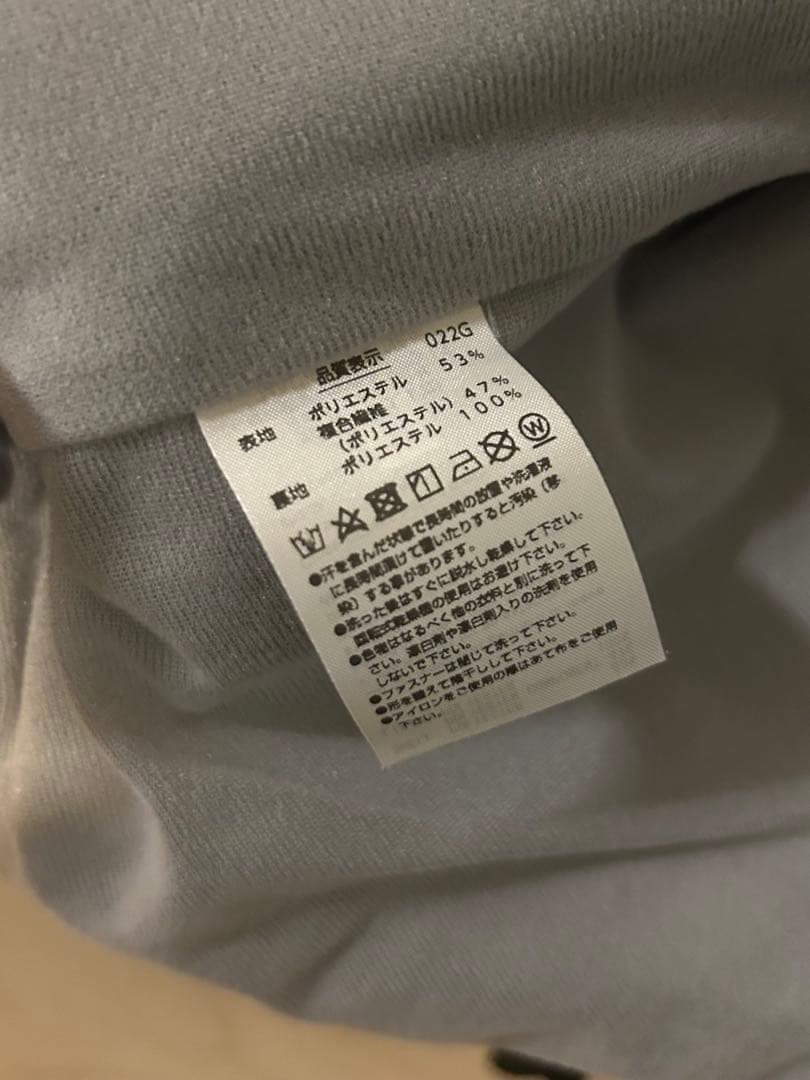 品質表示 022G
表地 ポリエステル 53%
複合繊維
(ポリエステル) 47%
裏地 ポリエステル 100%
W
●汗を含んだ状態で長時間の放置や洗濯液
に長時間漬けて置いたりすると汚染(移
染)する事があります。
●洗った後はすぐに脱水し乾燥して下さい。
回転式乾燥機の使用はお避け下さい。
●色物はなるべく他の衣料と別に洗って下
さい。漂白剤や漂白剤入りの洗剤を使用
しないで下さい。
●ファスナーは閉じて洗って下さい。
●形を整えて陰干しして下さい。
●アイロンをご使用の際はあて布をご使用
下さい。